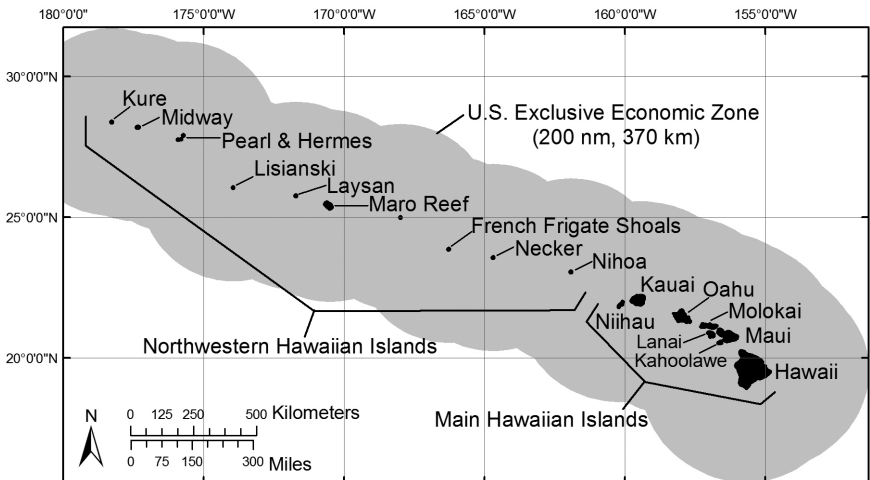 180°0'0" 175°0'0"W 170°0'0"W 165°0'0"W 160°0'0"W 155°0'0"W
30°0'0"N
Kure
Midway
Pearl & Hermes
U.S. Exclusive Economic Zone
(200 nm, 370 km)
Lisianski
Laysan
Maro Reef
25°0'0"N
French Frigate Shoals
Necker
Nihoa
Kauai
Oahu
Niihau
Molokai
Lanai
Maui
Kahoolawe
20°0'0"N
Hawaii
Northwestern Hawaiian Islands
Main Hawaiian Islands
N
0 125 250 500 Kilometers
0 75 150 300 Miles